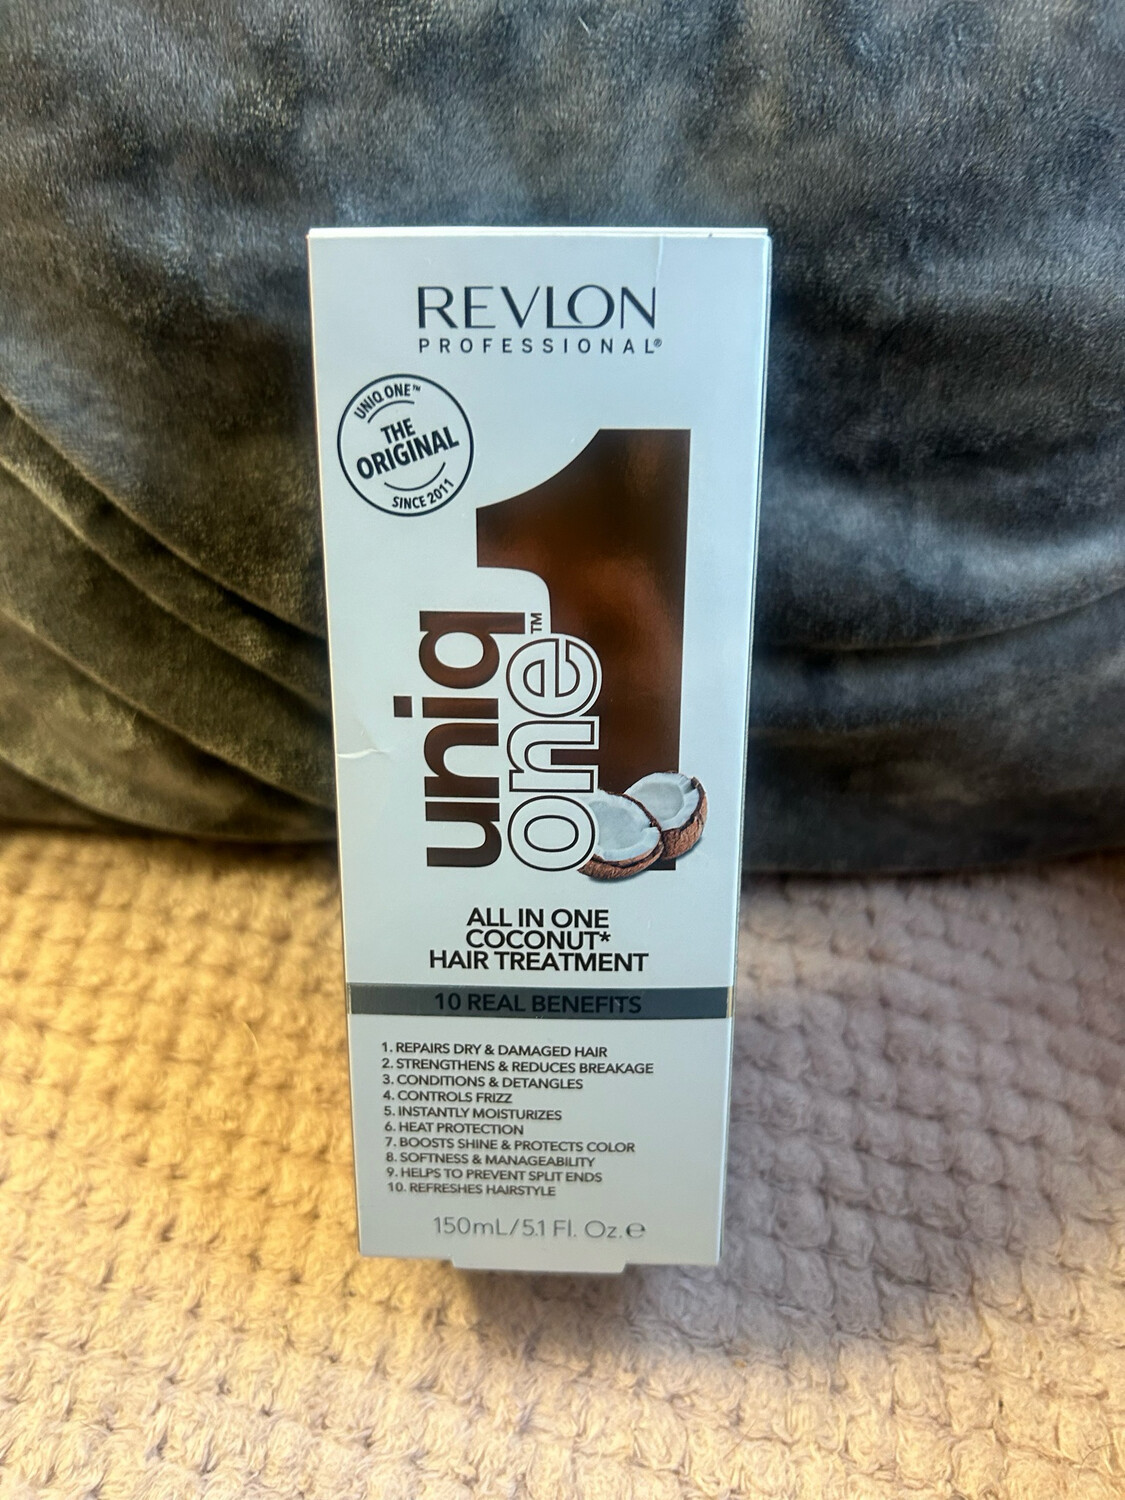 REVLON
PROFESSIONAL®
UNIQ ONE™
THE
ORIGINAL
SINCE 2011
1
uniq
one™
ALL IN ONE
COCONUT*
HAIR TREATMENT
10 REAL BENEFITS
1. REPAIRS DRY & DAMAGED HAIR
2. STRENGTHENS & REDUCES BREAKAGE
3. CONDITIONS & DETANGLES
4. CONTROLS FRIZZ
5. INSTANTLY MOISTURIZES
6. HEAT PROTECTION
7. BOOSTS SHINE & PROTECTS COLOR
8. SOFTNESS & MANAGEABILITY
9. HELPS TO PREVENT SPLIT ENDS
10. REFRESHES HAIRSTYLE
150mL/5.1 Fl. Oz. ℮